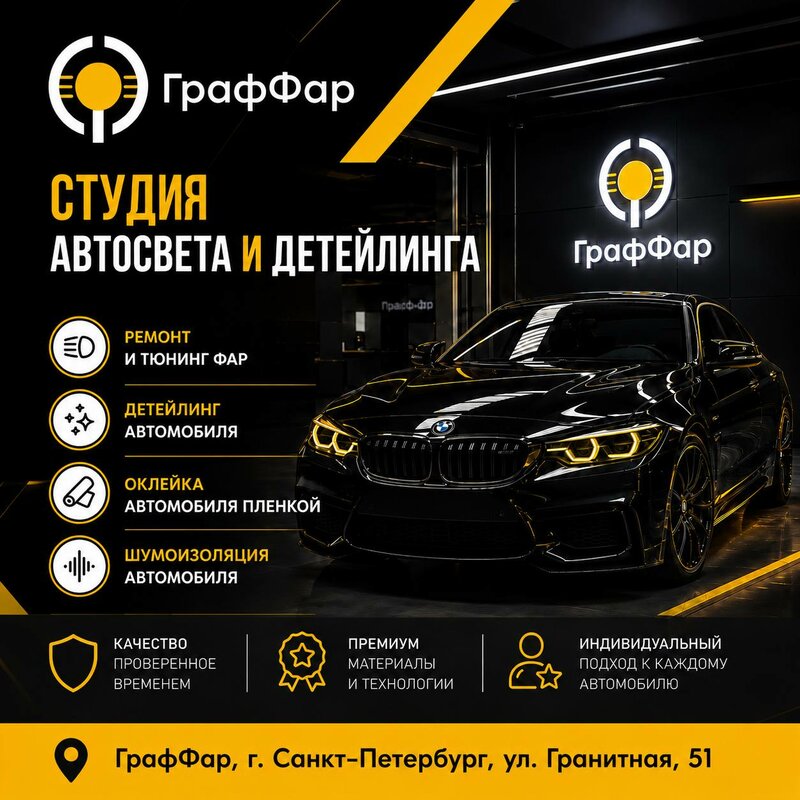 ГрафФар
СТУДИЯ
АВТОСВЕТА И ДЕТЕЙЛИНГА
ГрафФар
РЕМОНТ
И ТЮНИНГ ФАР
ДЕТЕЙЛИНГ
АВТОМОБИЛЯ
ОКЛЕЙКА
АВТОМОБИЛЯ ПЛЕНКОЙ
ШУМОИЗОЛЯЦИЯ
АВТОМОБИЛЯ
КАЧЕСТВО
ПРОВЕРЕННОЕ
ВРЕМЕНЕМ
ПРЕМИУМ
МАТЕРИАЛЫ
И ТЕХНОЛОГИИ
ИНДИВИДУАЛЬНЫЙ
ПОДХОД К КАЖДОМУ
АВТОМОБИЛЮ
ГрафФар, г. Санкт-Петербург, ул. Гранитная, 51